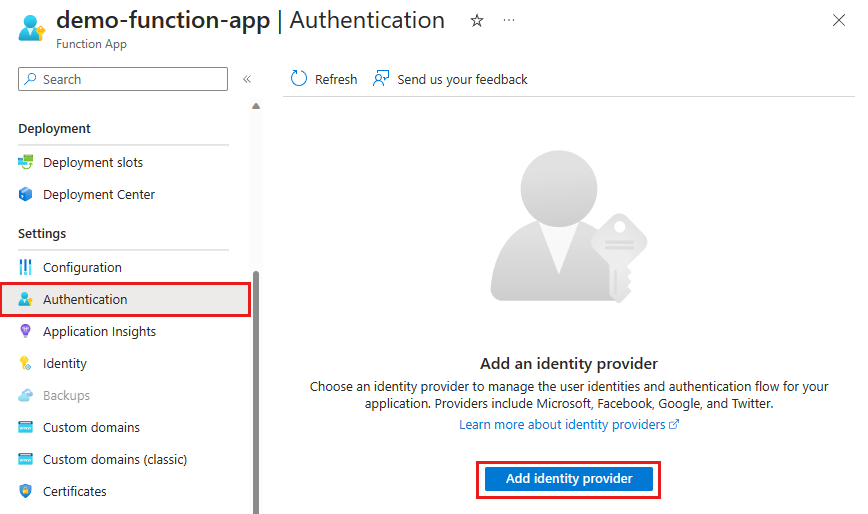 demo-function-app | Authentication
Function App
Search
Refresh
Send us your feedback
Deployment
Deployment slots
Deployment Center
Settings
Configuration
Authentication
Application Insights
Identity
Backups
Custom domains
Custom domains (classic)
Certificates
Add an identity provider
Choose an identity provider to manage the user identities and authentication flow for your
application. Providers include Microsoft, Facebook, Google, and Twitter.
Learn more about identity providers
Add identity provider